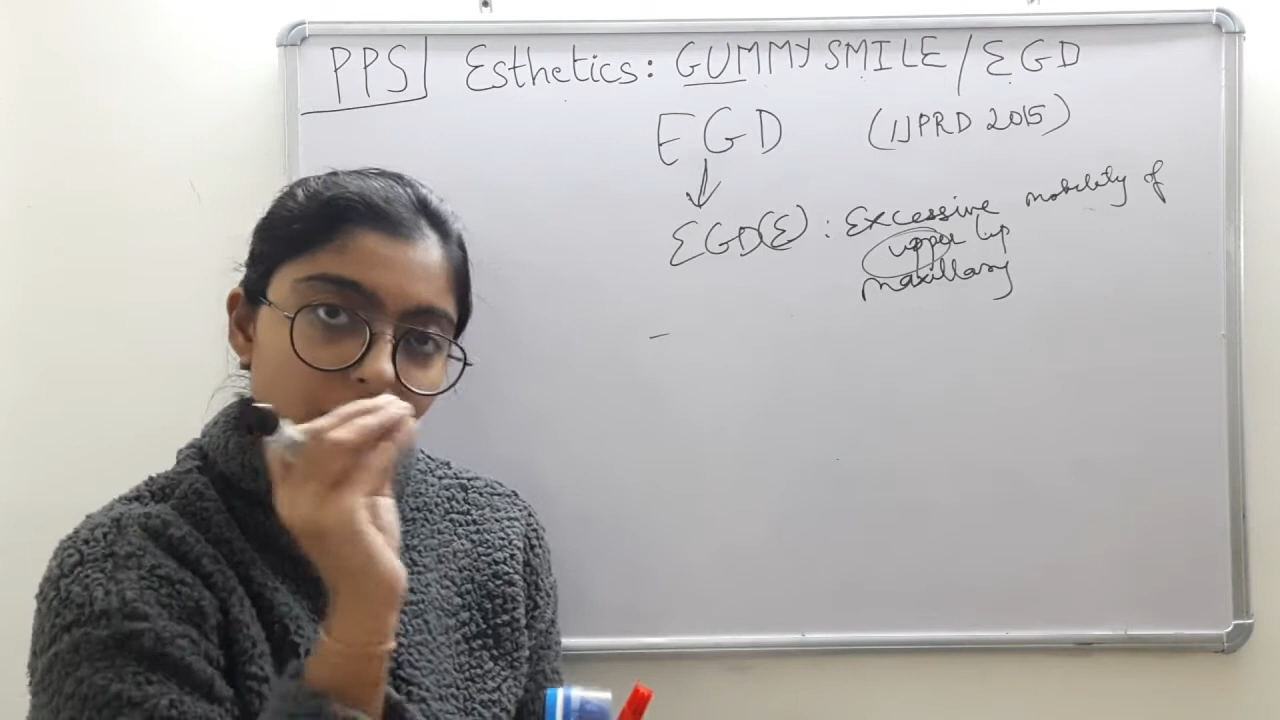 PPS Esthetics: GUMMY SMILE / EGD
EGD (IJPRD 2015)
EGD(E) : Excessive mobility of
upper lip
maxillary